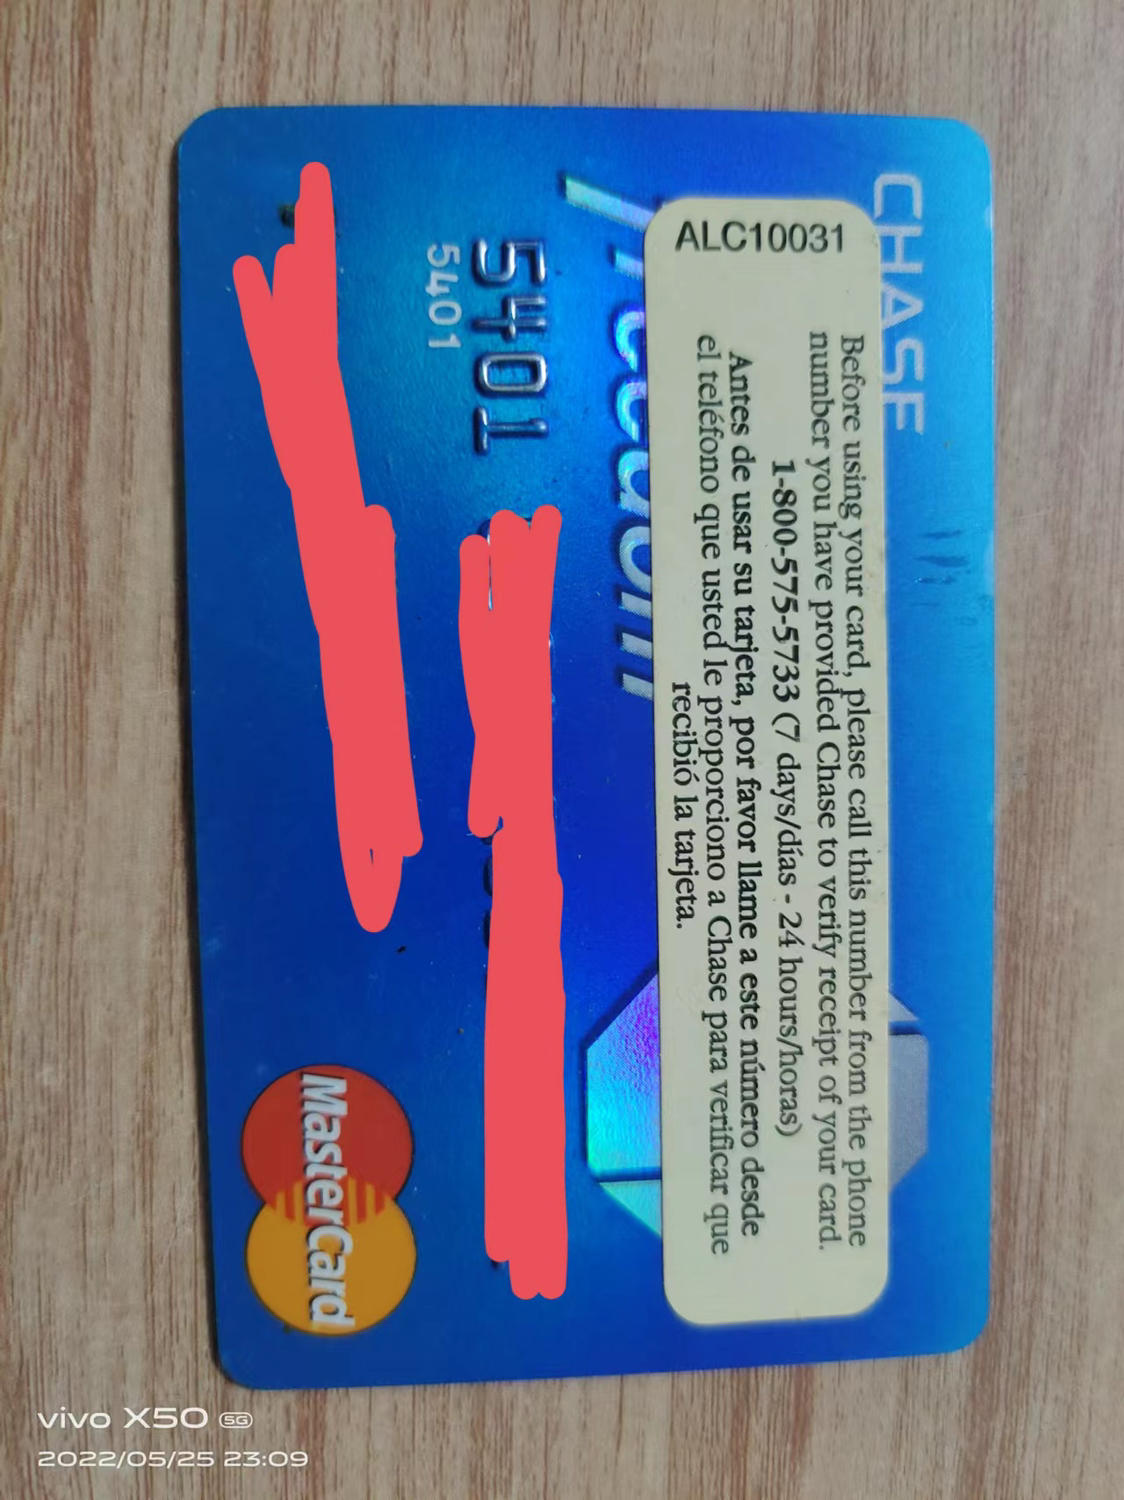 CHASE
ALC10031
Before using your card, please call this number from the phone
number you have provided Chase to verify receipt of your card.
1-800-575-5733 (7 days/días - 24 hours/horas)
Antes de usar su tarjeta, por favor llame a este número desde
el teléfono que usted le proporciono a Chase para verificar que
recibió la tarjeta.
5401
5401
MasterCard
vivo X50 5G
2022/05/25 23:09